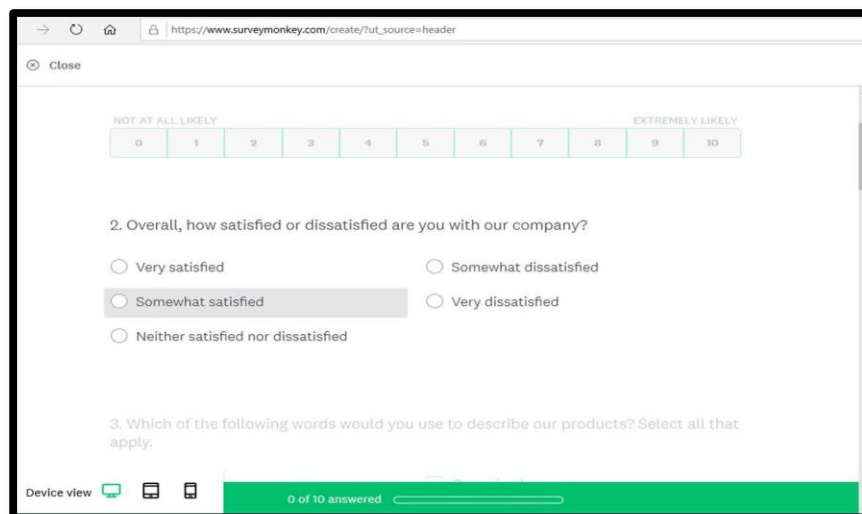 https://www.surveymonkey.com/create/?ut_source=header
Close
NOT AT ALL LIKELY EXTREMELY LIKELY
0 1 2 3 4 5 6 7 8 9 10
2. Overall, how satisfied or dissatisfied are you with our company?
Very satisfied Somewhat dissatisfied
Somewhat satisfied Very dissatisfied
Neither satisfied nor dissatisfied
3. Which of the following words would you use to describe our products? Select all that
apply.
Device view 0 of 10 answered